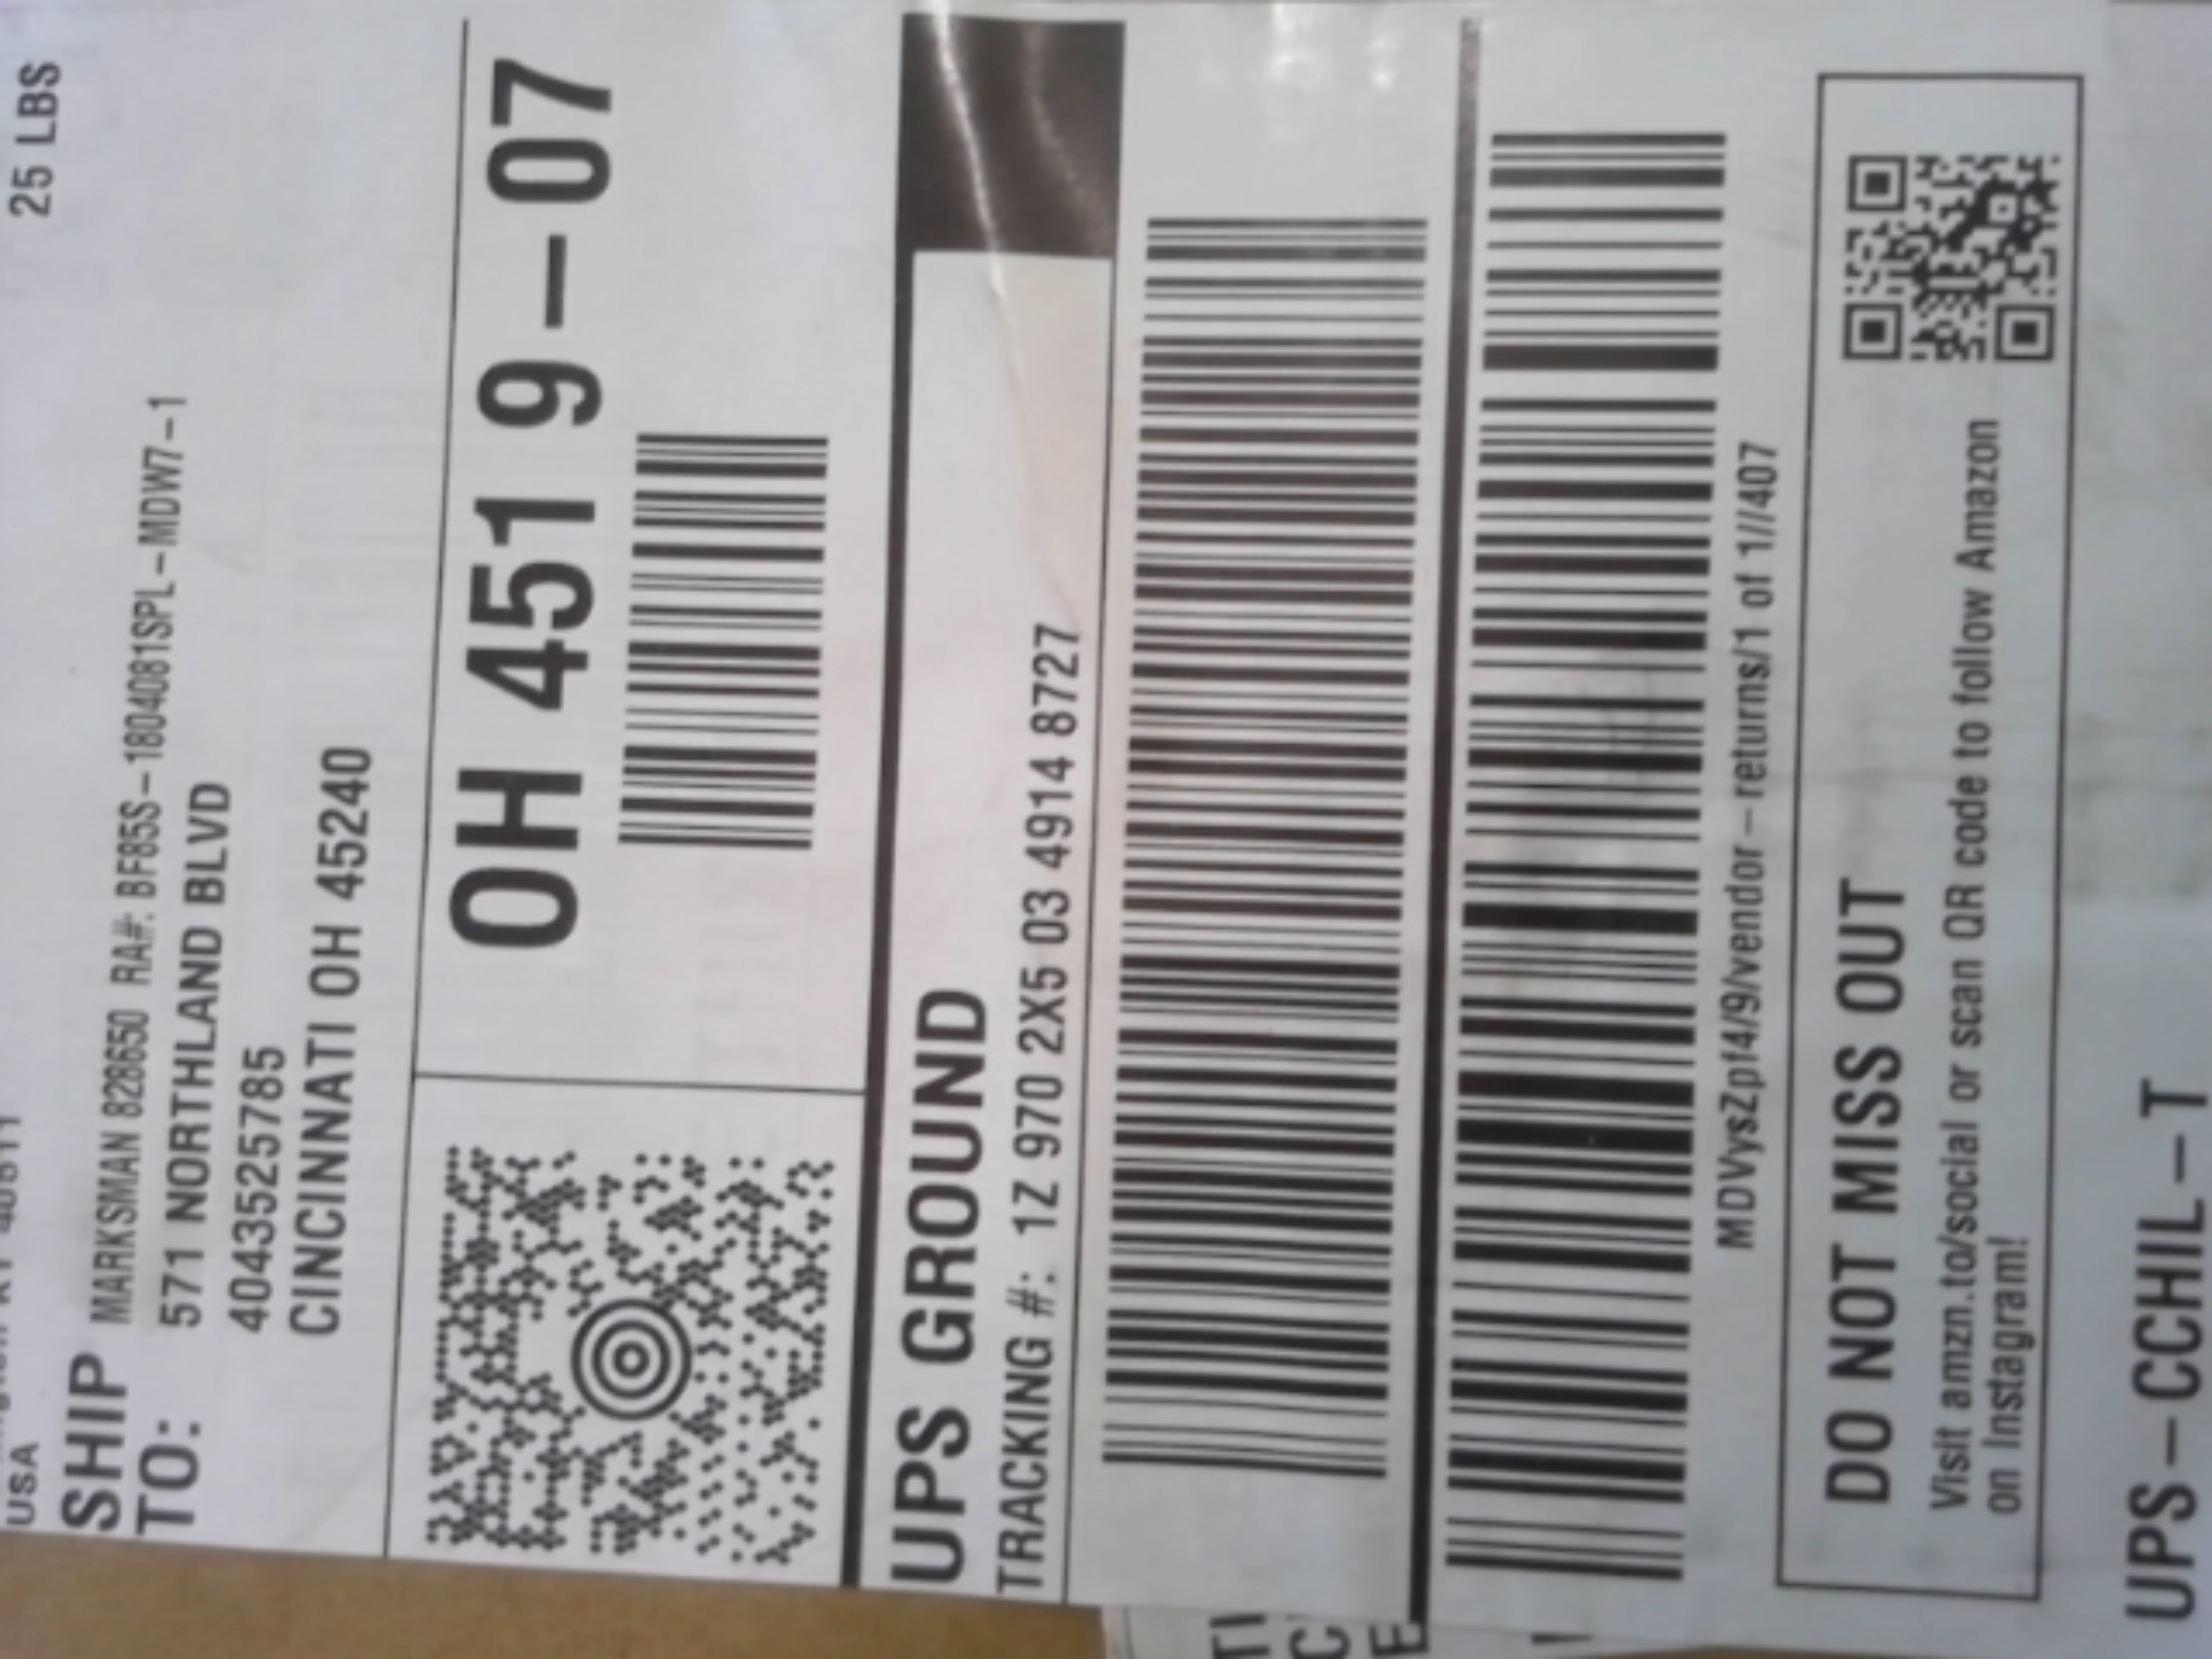 25 LBS
USA
SHIP
TO:
MARKSMAN 828650 RA#: BF85S-1804081SPL-MDW7-1
571 NORTHLAND BLVD
4043525785
CINCINNATI OH 45240
OH 451 9-07
UPS GROUND
TRACKING #: 1Z 970 2X5 03 4914 8727
MDVysZpf4/9/vendor-returns/1 of 1//407
DO NOT MISS OUT
Visit amzn.to/social or scan QR code to follow Amazon
on Instagram!
UPS-CCHIL-T